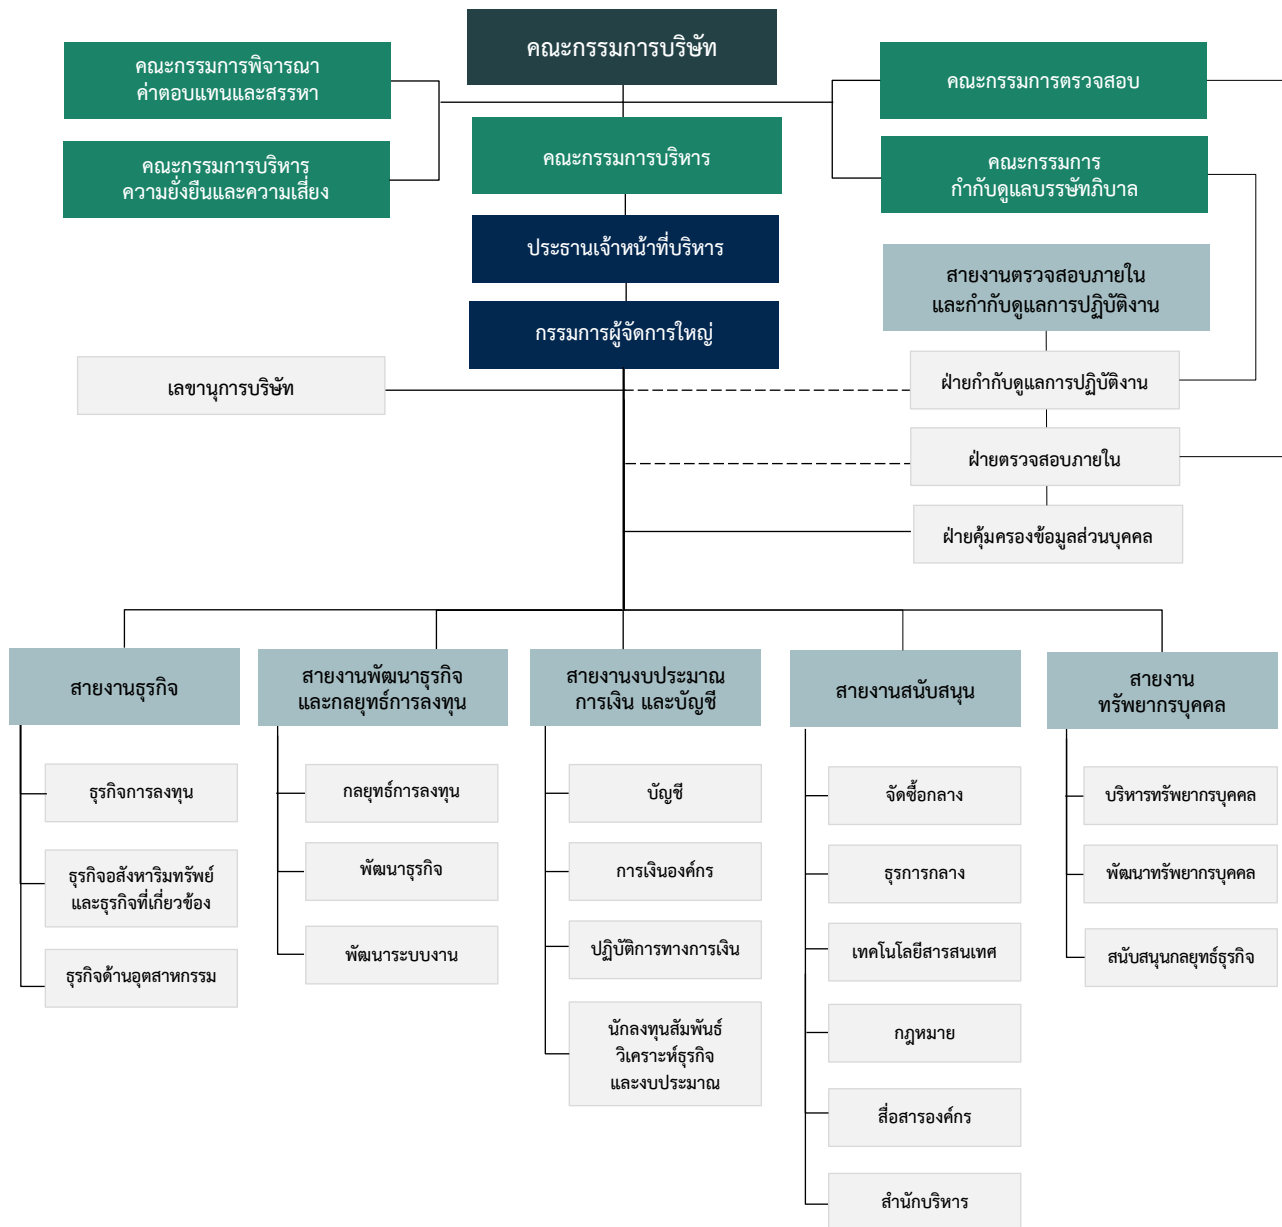 คณะกรรมการบริษัท
คณะกรรมการพิจารณา
ค่าตอบแทนและสรรหา
คณะกรรมการตรวจสอบ
คณะกรรมการบริหาร
คณะกรรมการบริหาร
ความยั่งยืนและความเสี่ยง
คณะกรรมการ
กำกับดูแลบรรษัทภิบาล
ประธานเจ้าหน้าที่บริหาร
สายงานตรวจสอบภายใน
และกำกับดูแลการปฏิบัติงาน
กรรมการผู้จัดการใหญ่
เลขานุการบริษัท
ฝ่ายกำกับดูแลการปฏิบัติงาน
ฝ่ายตรวจสอบภายใน
ฝ่ายคุ้มครองข้อมูลส่วนบุคคล
สายงานธุรกิจ
ธุรกิจการลงทุน
ธุรกิจอสังหาริมทรัพย์
และธุรกิจที่เกี่ยวข้อง
ธุรกิจด้านอุตสาหกรรม
สายงานพัฒนาธุรกิจ
และกลยุทธ์การลงทุน
กลยุทธ์การลงทุน
พัฒนาธุรกิจ
พัฒนาระบบงาน
สายงานงบประมาณ
การเงิน และบัญชี
บัญชี
การเงินองค์กร
ปฏิบัติการทางการเงิน
นักลงทุนสัมพันธ์
วิเคราะห์ธุรกิจ
และงบประมาณ
สายงานสนับสนุน
จัดซื้อกลาง
ธุรการกลาง
เทคโนโลยีสารสนเทศ
กฎหมาย
สื่อสารองค์กร
สำนักบริหาร
สายงาน
ทรัพยากรบุคคล
บริหารทรัพยากรบุคคล
พัฒนาทรัพยากรบุคคล
สนับสนุนกลยุทธ์ธุรกิจ